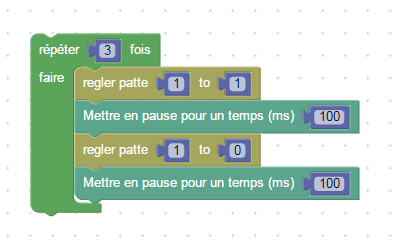 répéter 3 fois
faire
regler patte 1 to 1
Mettre en pause pour un temps (ms) 100
regler patte 1 to 0
Mettre en pause pour un temps (ms) 100